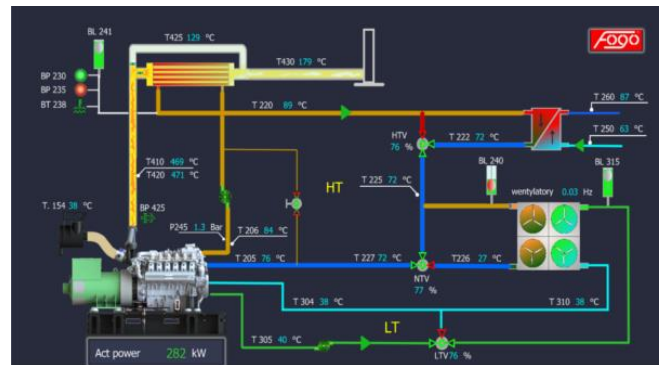 BL 241
T425 129 °C
T430 179 °C
Fogo
BP 230
BP 235
BT 238
T 220 89 °C
T 260 87 °C
T 250 63 °C
HTV
76 %
T 222 72 °C
T410 469 °C
T420 471 °C
HT
T 225 72 °C
BL 240
BL 315
wentylatory 0.03 Hz
T. 154 38 °C
BP 425
P245 1.3 Bar
T 206 84 °C
T 205 76 °C
T 227 72 °C
T226 27 °C
NTV
77 %
T 304 38 °C
T 310 38 °C
LT
T 305 40 °C
LTV 76 %
Act power 282 kW